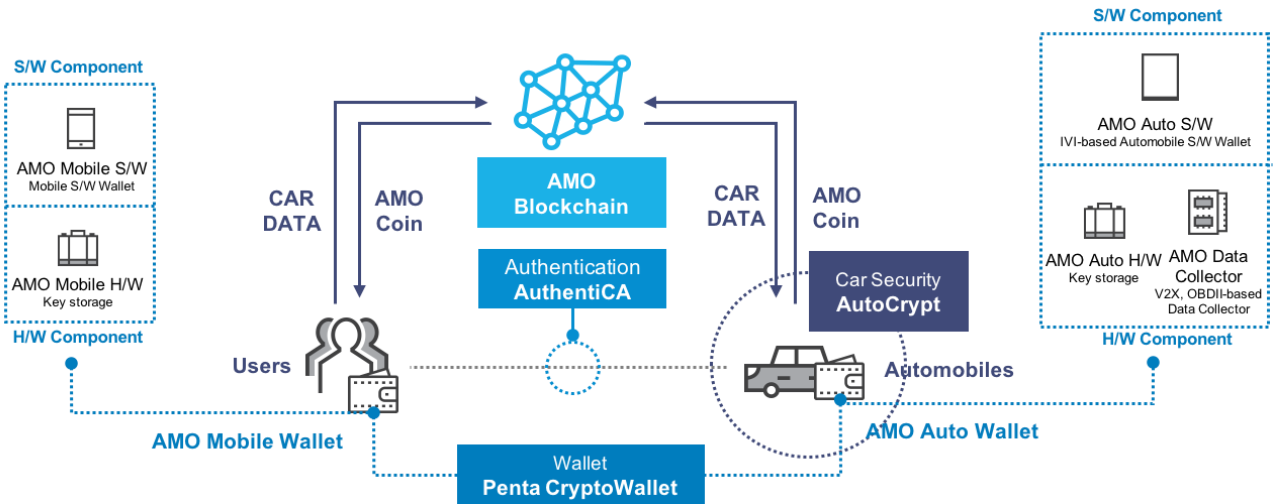 S/W Component
AMO Mobile S/W
Mobile S/W Wallet
AMO Mobile H/W
Key storage
H/W Component
CAR
DATA
AMO
Coin
AMO
Blockchain
Authentication
AuthentiCA
CAR
DATA
AMO
Coin
Car Security
AutoCrypt
Users
Automobiles
AMO Mobile Wallet
Wallet
Penta CryptoWallet
AMO Auto Wallet
S/W Component
AMO Auto S/W
IVI-based Automobile S/W Wallet
AMO Auto H/W
Key storage
AMO Data
Collector
V2X, OBDII-based
Data Collector
H/W Component